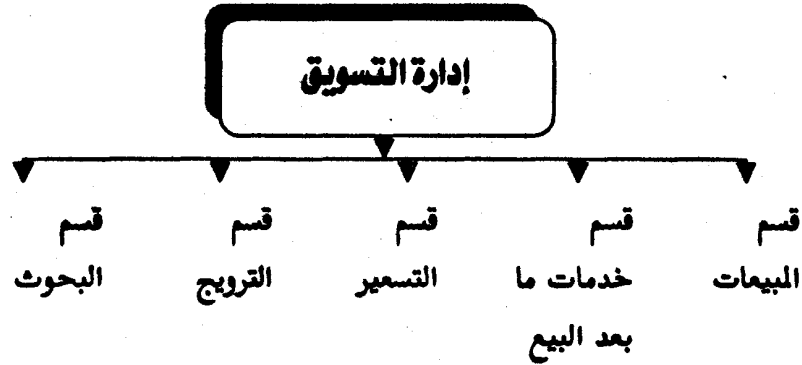 إدارة التسويق
قسم
المبيعات
قسم
خدمات ما
بعد البيع
قسم
التسعير
قسم
الترويج
قسم
البحوث